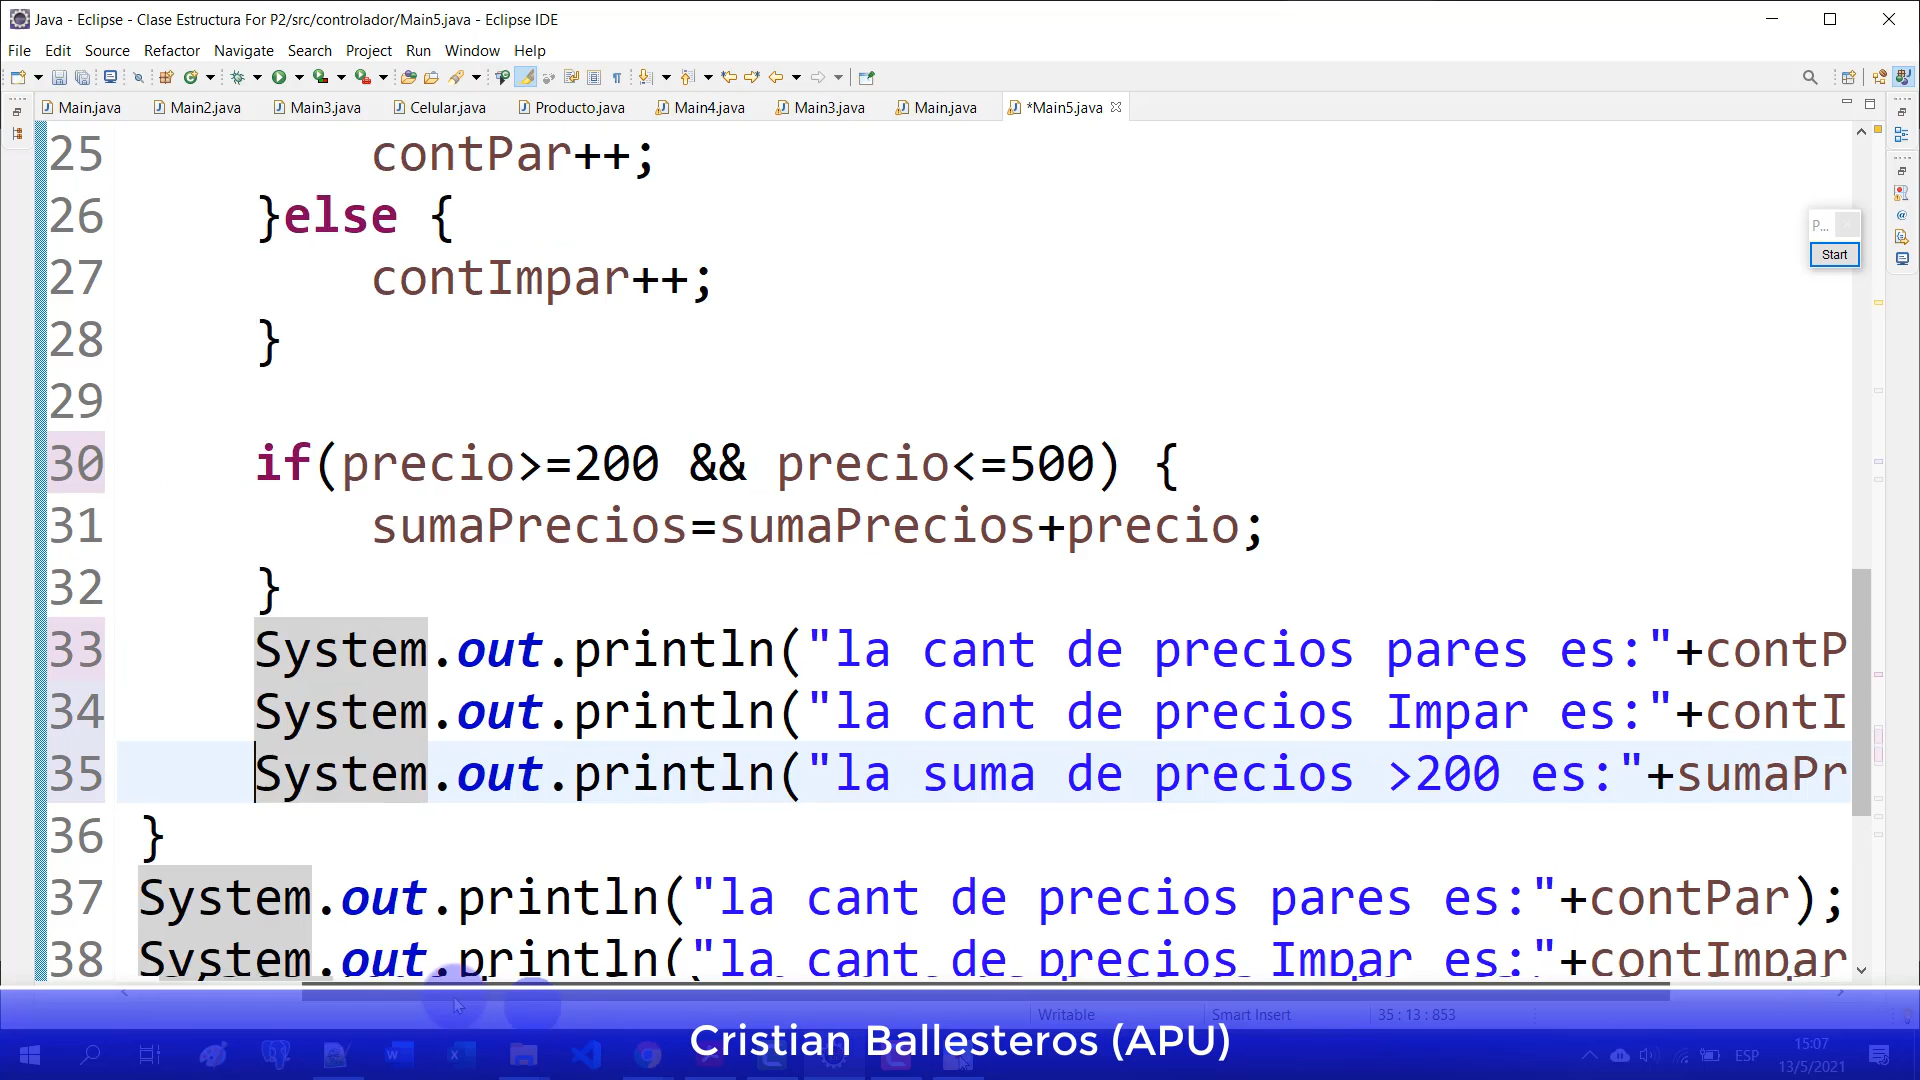 Java - Eclipse - Clase Estructura For P2/src/controlador/Main5.java - Eclipse IDE
File Edit Source Refactor Navigate Search Project Run Window Help
Main.java Main2.java Main3.java Celular.java Producto.java Main4.java Main3.java Main.java *Main5.java
25 contPar++;
26 }else {
27 contImpar++;
28 }
29
30 if(precio>=200 && precio<=500) {
31 sumaPrecios=sumaPrecios+precio;
32 }
33 System.out.println("la cant de precios pares es:"+contP
34 System.out.println("la cant de precios Impar es:"+contI
35 System.out.println("la suma de precios >200 es:"+sumaPr
36 }
37 System.out.println("la cant de precios pares es:"+contPar);
38 System.out.println("la cant de precios Impar es:"+contImpar
P...
Start
Writable Smart Insert 35 : 13 : 853
Cristian Ballesteros (APU)
ESP
15:07
13/5/2021